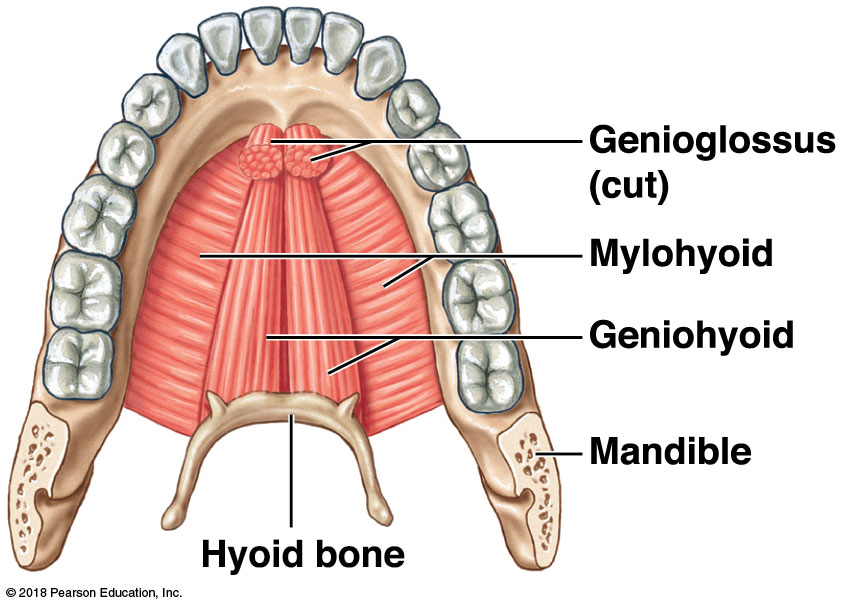 Genioglossus
(cut)
Mylohyoid
Geniohyoid
Mandible
Hyoid bone
© 2018 Pearson Education, Inc.